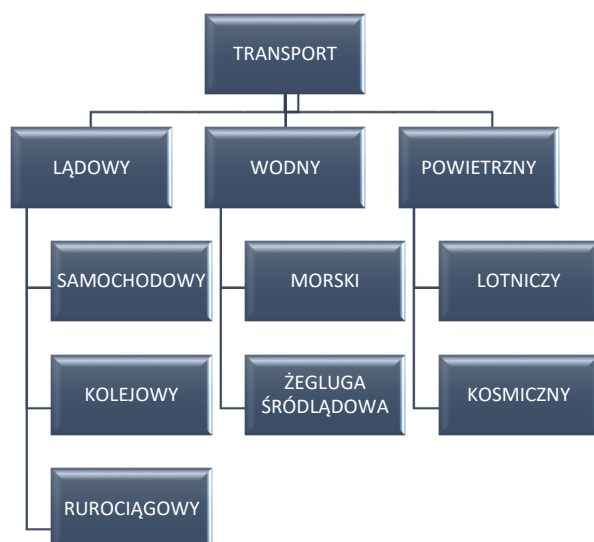 TRANSPORT
LĄDOWY
WODNY
POWIETRZNY
SAMOCHODOWY
MORSKI
LOTNICZY
KOLEJOWY
ŻEGLUGA
ŚRÓDLĄDOWA
KOSMICZNY
RUROCIĄGOWY